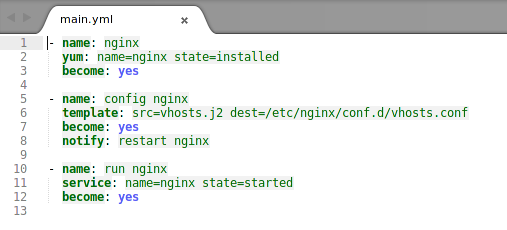 main.yml ×
1 - name: nginx
2   yum: name=nginx state=installed
3   become: yes
4
5 - name: config nginx
6   template: src=vhosts.j2 dest=/etc/nginx/conf.d/vhosts.conf
7   become: yes
8   notify: restart nginx
9
10 - name: run nginx
11   service: name=nginx state=started
12   become: yes
13